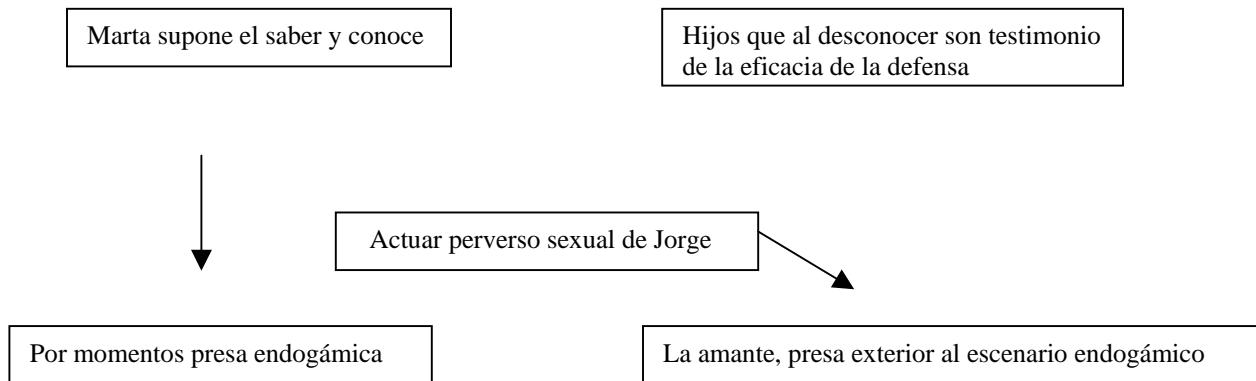 Marta supone el saber y conoce
Hijos que al desconocer son testimonio
de la eficacia de la defensa
Actuar perverso sexual de Jorge
Por momentos presa endogámica
La amante, presa exterior al escenario endogámico